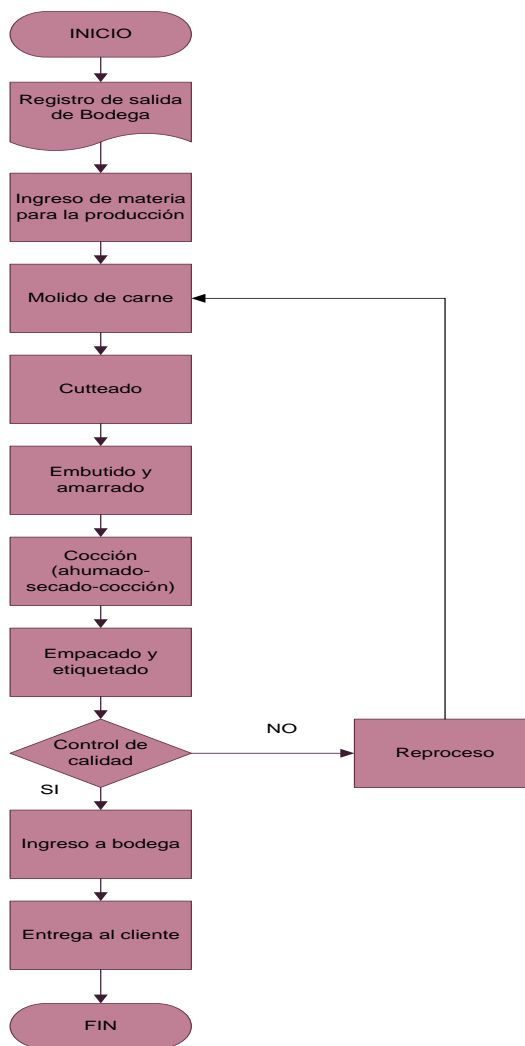 INICIO
Registro de salida
de Bodega
Ingreso de materia
para la producción
Molido de carne
Cutteado
Embutido y
amarrado
Cocción
(ahumado-
secado-cocción)
Empacado y
etiquetado
Control de
calidad
NO
Reproceso
SI
Ingreso a bodega
Entrega al cliente
FIN